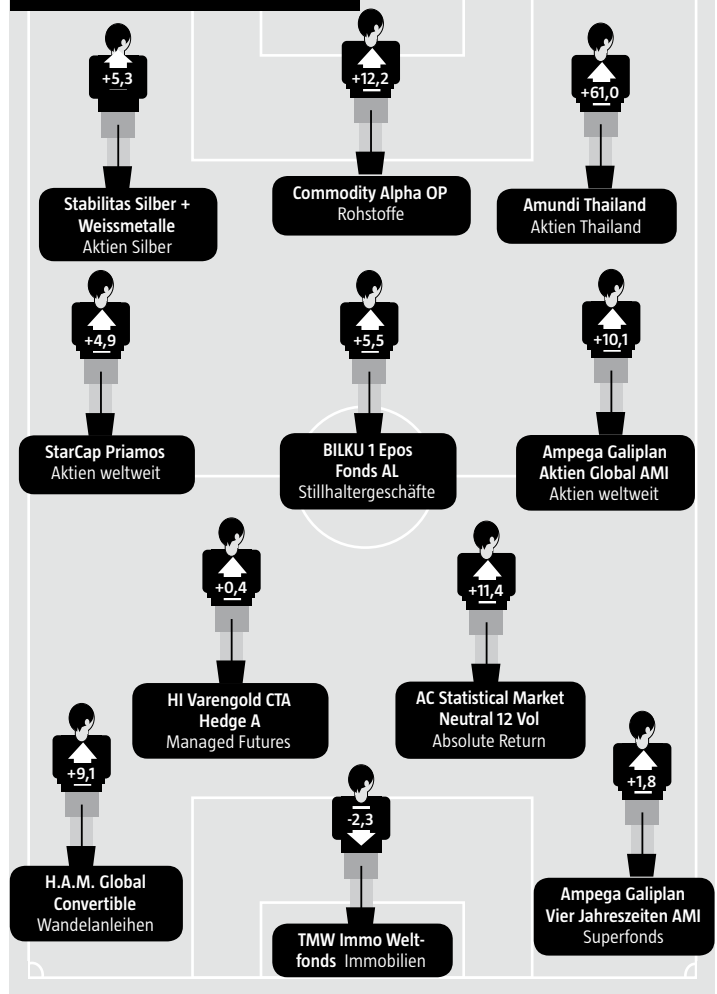 +5,3
Stabilitas Silber +
Weissmetalle
Aktien Silber
+12,2
Commodity Alpha OP
Rohstoffe
+61,0
Amundi Thailand
Aktien Thailand
+4,9
StarCap Priamos
Aktien weltweit
+5,5
BILKU 1 Epos
Fonds AL
Stillhaltergeschäfte
+10,1
Ampega Galiplan
Aktien Global AMI
Aktien weltweit
+0,4
HI Varengold CTA
Hedge A
Managed Futures
+11,4
AC Statistical Market
Neutral 12 Vol
Absolute Return
+9,1
H.A.M. Global
Convertible
Wandelanleihen
-2,3
TMW Immo Welt-
fonds Immobilien
+1,8
Ampega Galiplan
Vier Jahreszeiten AMI
Superfonds